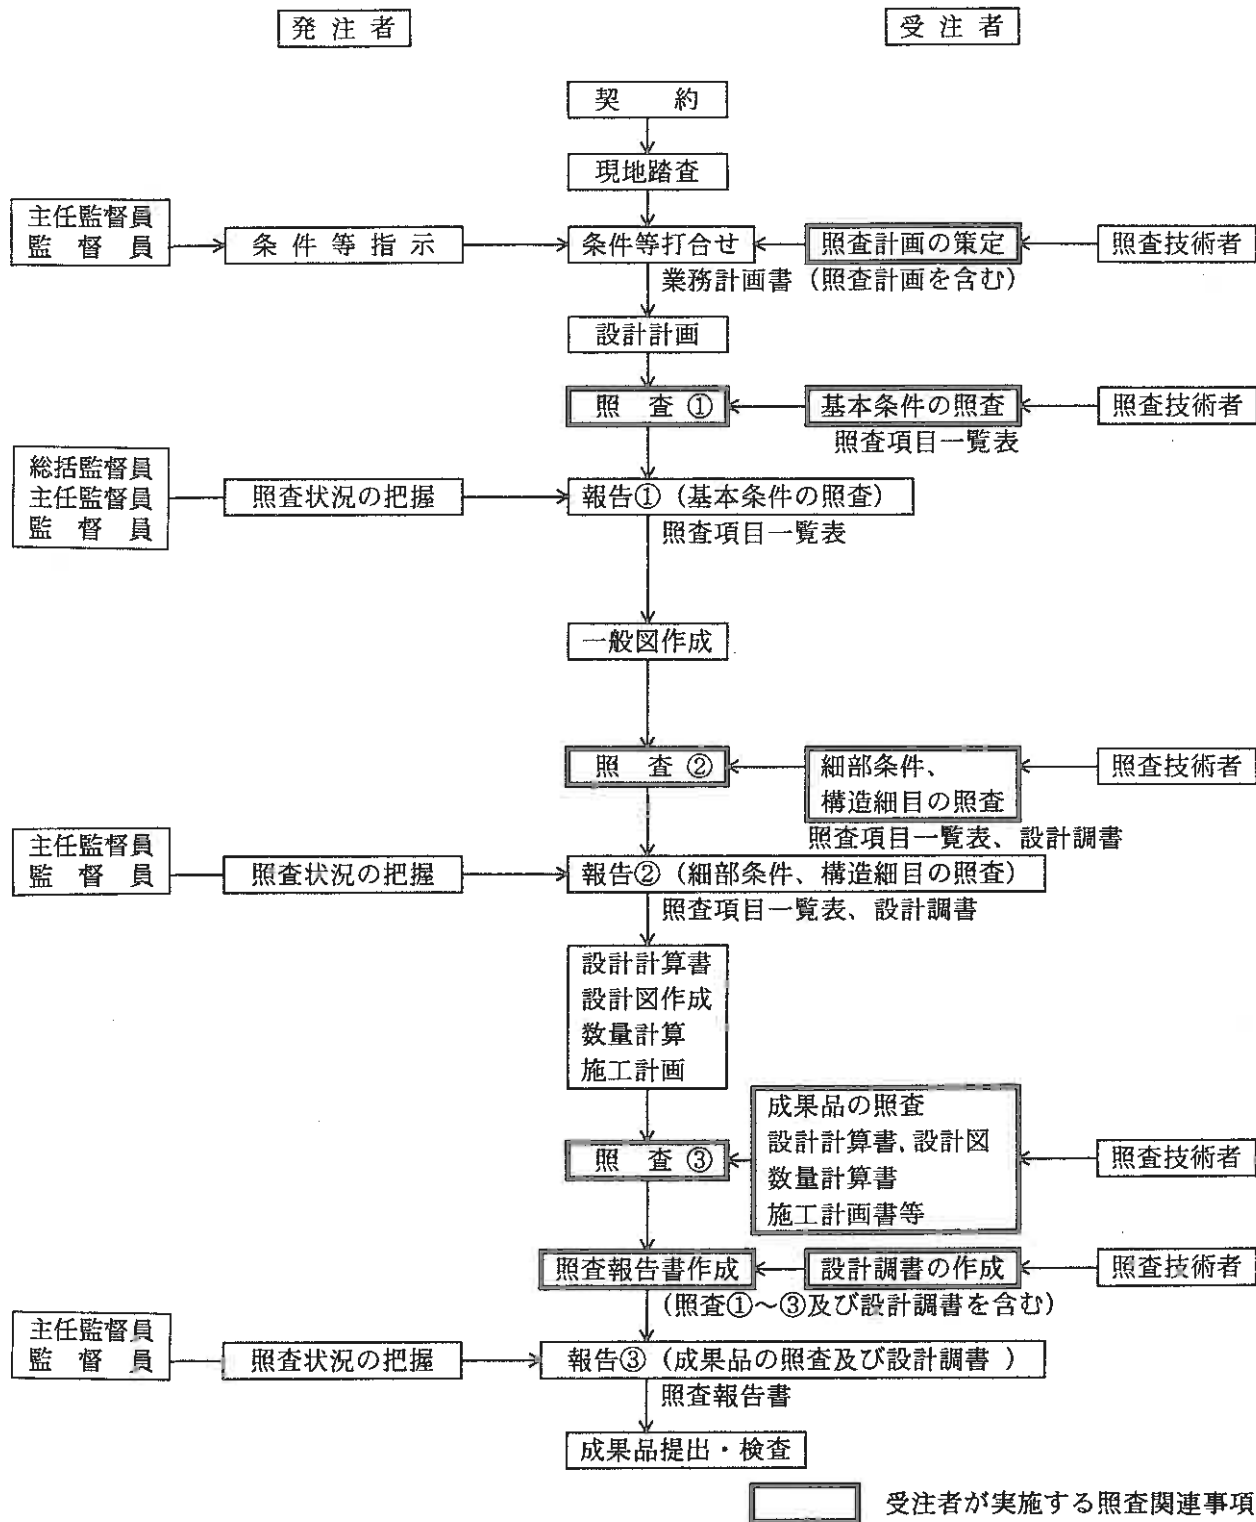 発 注 者
受 注 者
契　　約
現地踏査
主任監督員
監　督　員
条 件 等 指 示
条件等打合せ
照査計画の策定
照査技術者
業務計画書（照査計画を含む）
設計計画
照　査 ①
基本条件の照査
照査技術者
照査項目一覧表
総括監督員
主任監督員
監　督　員
照査状況の把握
報告①（基本条件の照査）
照査項目一覧表
一般図作成
照　査 ②
細部条件、
構造細目の照査
照査技術者
照査項目一覧表、設計調書
主任監督員
監　督　員
照査状況の把握
報告②（細部条件、構造細目の照査）
照査項目一覧表、設計調書
設計計算書
設計図作成
数量計算
施工計画
照　査 ③
成果品の照査
設計計算書、設計図
数量計算書
施工計画書等
照査技術者
照査報告書作成
設計調書の作成
照査技術者
（照査①～③及び設計調書を含む）
主任監督員
監　督　員
照査状況の把握
報告③（成果品の照査及び設計調書 ）
照査報告書
成果品提出・検査
受注者が実施する照査関連事項